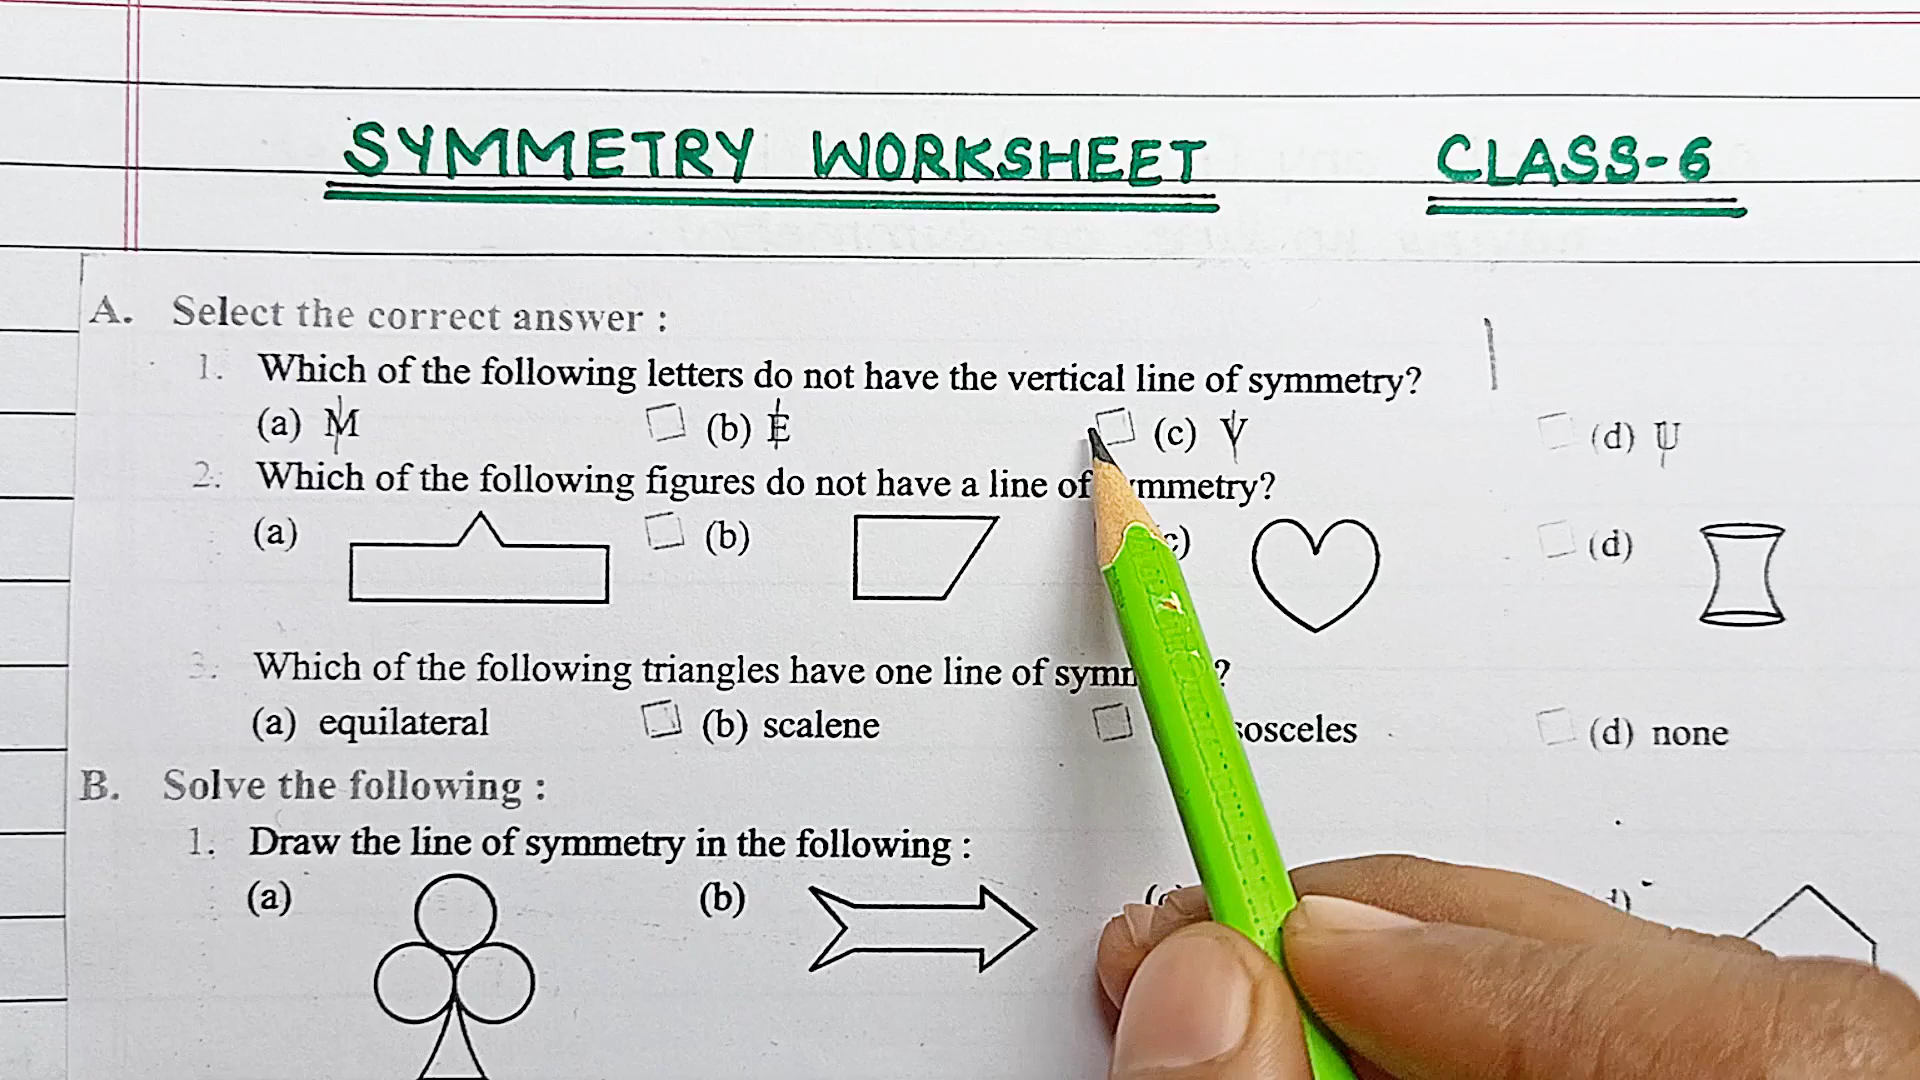 SYMMETRY WORKSHEET CLASS-6
A. Select the correct answer :
1. Which of the following letters do not have the vertical line of symmetry?
(a) M (b) E (c) V (d) U
2. Which of the following figures do not have a line of mmetry?
(a) (b) c) (d)
3. Which of the following triangles have one line of symm ?
(a) equilateral (b) scalene sosceles (d) none
B. Solve the following :
1. Draw the line of symmetry in the following :
(a) (b)